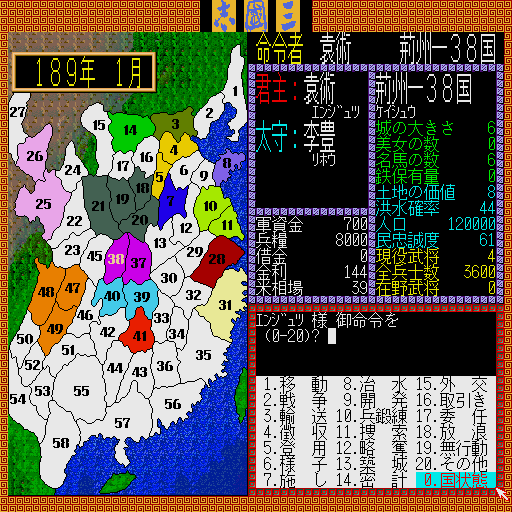 三國六
命令者 袁術 荊州ー38国
189年 1月
君主：袁術
エンジュツ
太守：李豊
リホウ
軍資金 700
兵糧 8000
借金 0
金利 144
米相場 39
荊州ー38国
ケイシュウ
城の大きさ 6
美女の数 0
名馬の数 6
鉄保有量 0
土地の価値 8
洪水確率 44
人口 120000
民忠誠度 61
現役武将 4
全兵士数 3600
在野武将 0
エンジュツ 様 御命令を
(0-20)?
1.移動 8.治水 15.外交
2.戦争 9.開発 16.取引き
3.輸送 10.兵鍛練 17.委任
4.徴収 11.捜索 18.放浪
5.登用 12.略奪 19.無行動
6.様子 13.築城 20.その他
7.施し 14.密計 0.国状態
1
2
27
15
14
3
4
26
17
16
8
24
6
9
5
18
25
21
19
7
10
22
20
12
11
13
23
45
38
37
29
28
30
48
47
40
39
32
31
46
33
49
42
41
34
50
51
35
52
44
43
36
54
53
55
56
57
58